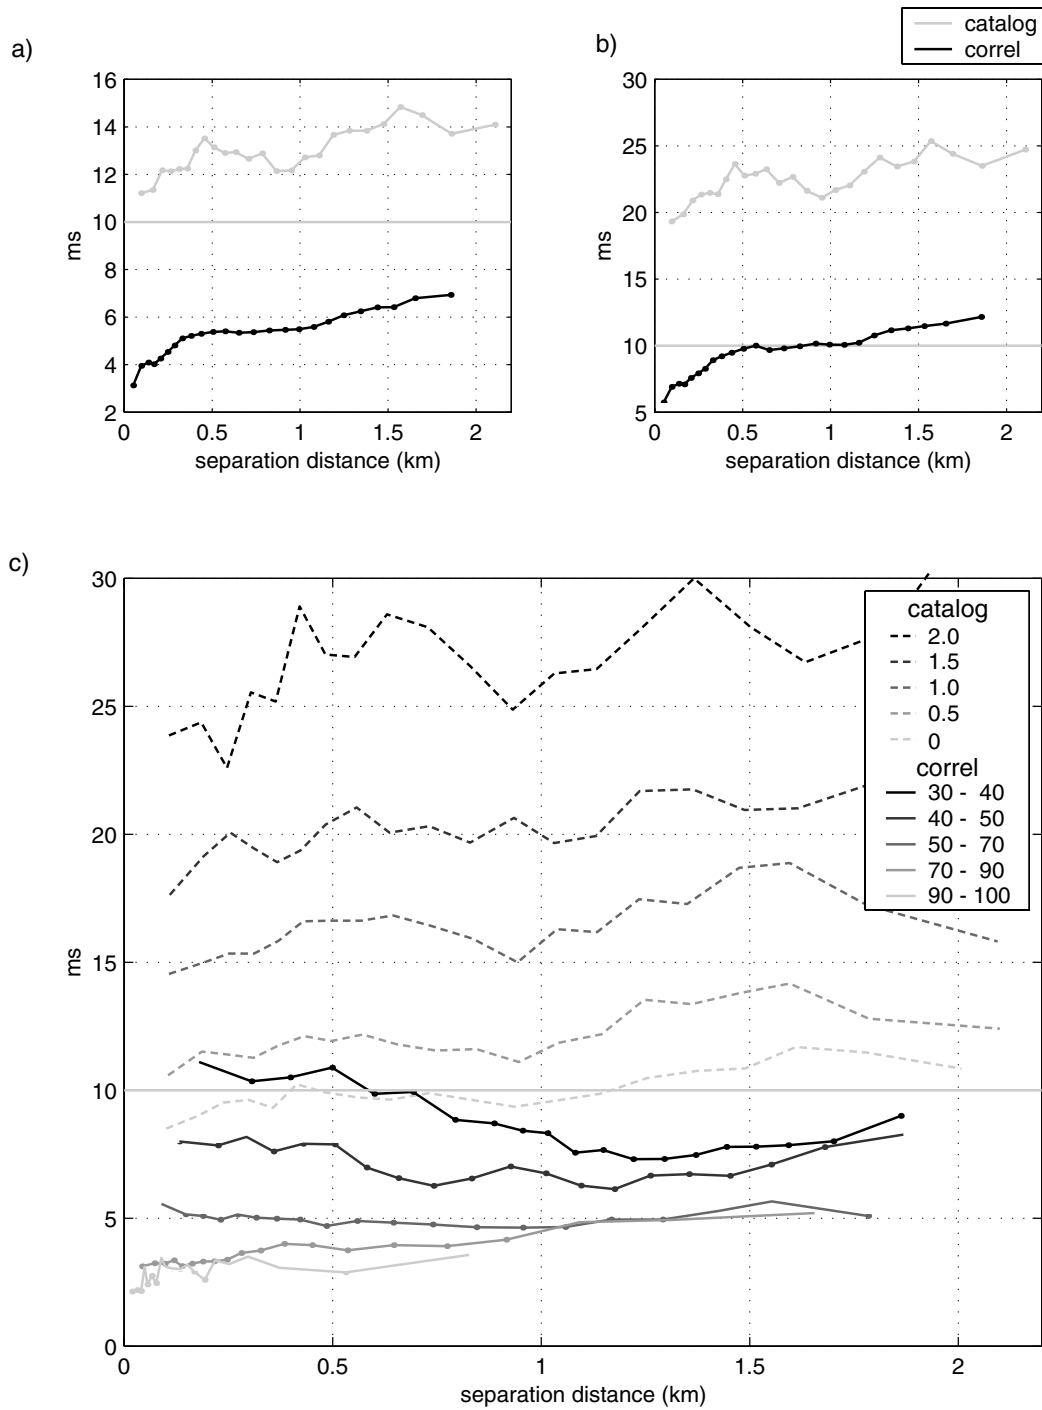 a)
16
14
12
10
8
6
4
2
ms
0 0.5 1 1.5 2
separation distance (km)
b)
catalog
correl
30
25
20
15
10
5
ms
0 0.5 1 1.5 2
separation distance (km)
c)
30
25
20
15
10
5
0
ms
catalog
2.0
1.5
1.0
0.5
0
correl
30 - 40
40 - 50
50 - 70
70 - 90
90 - 100
0 0.5 1 1.5 2
separation distance (km)